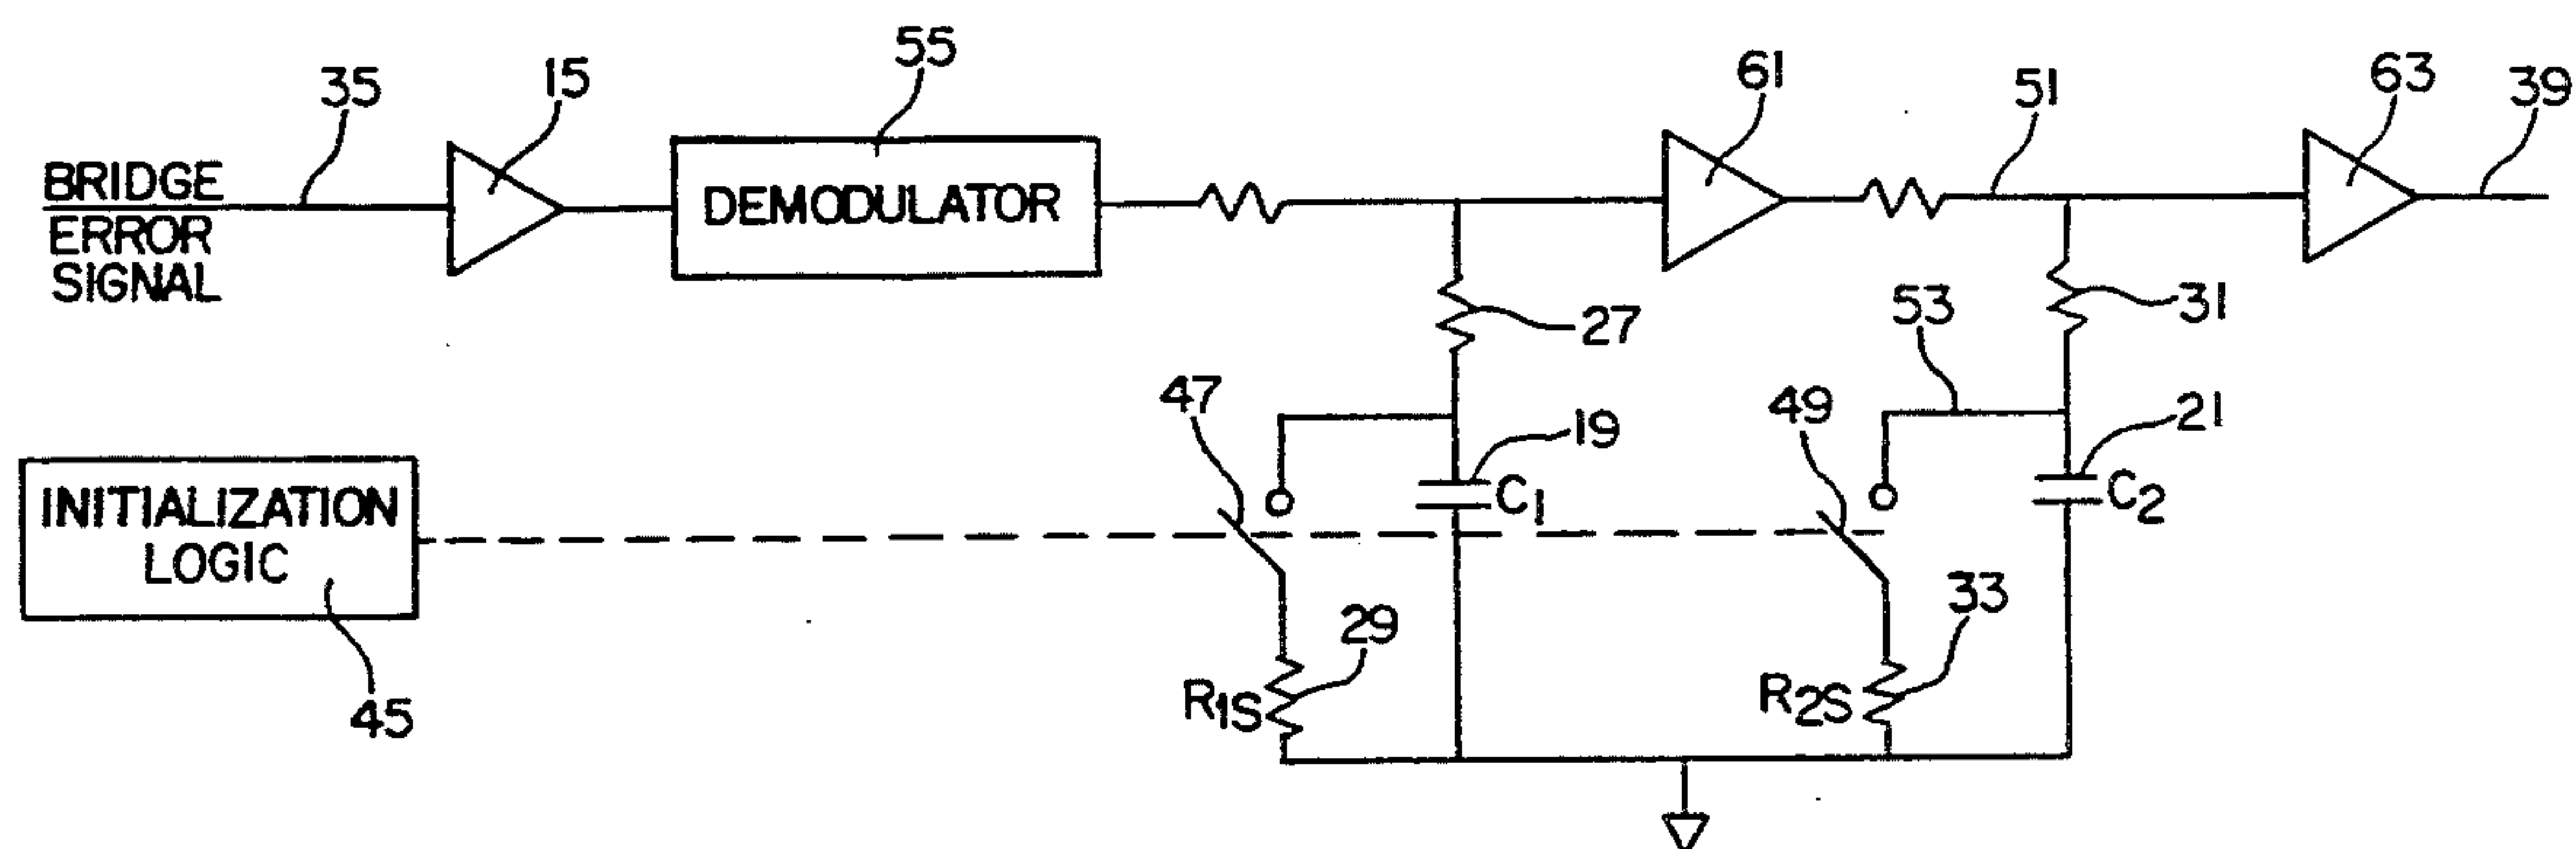 55
35
15
61
51
63
39
BRIDGE
ERROR
SIGNAL
DEMODULATOR
27
53
31
47
19
49
21
C1
C2
INITIALIZATION
LOGIC
45
29
R1S
33
R2S